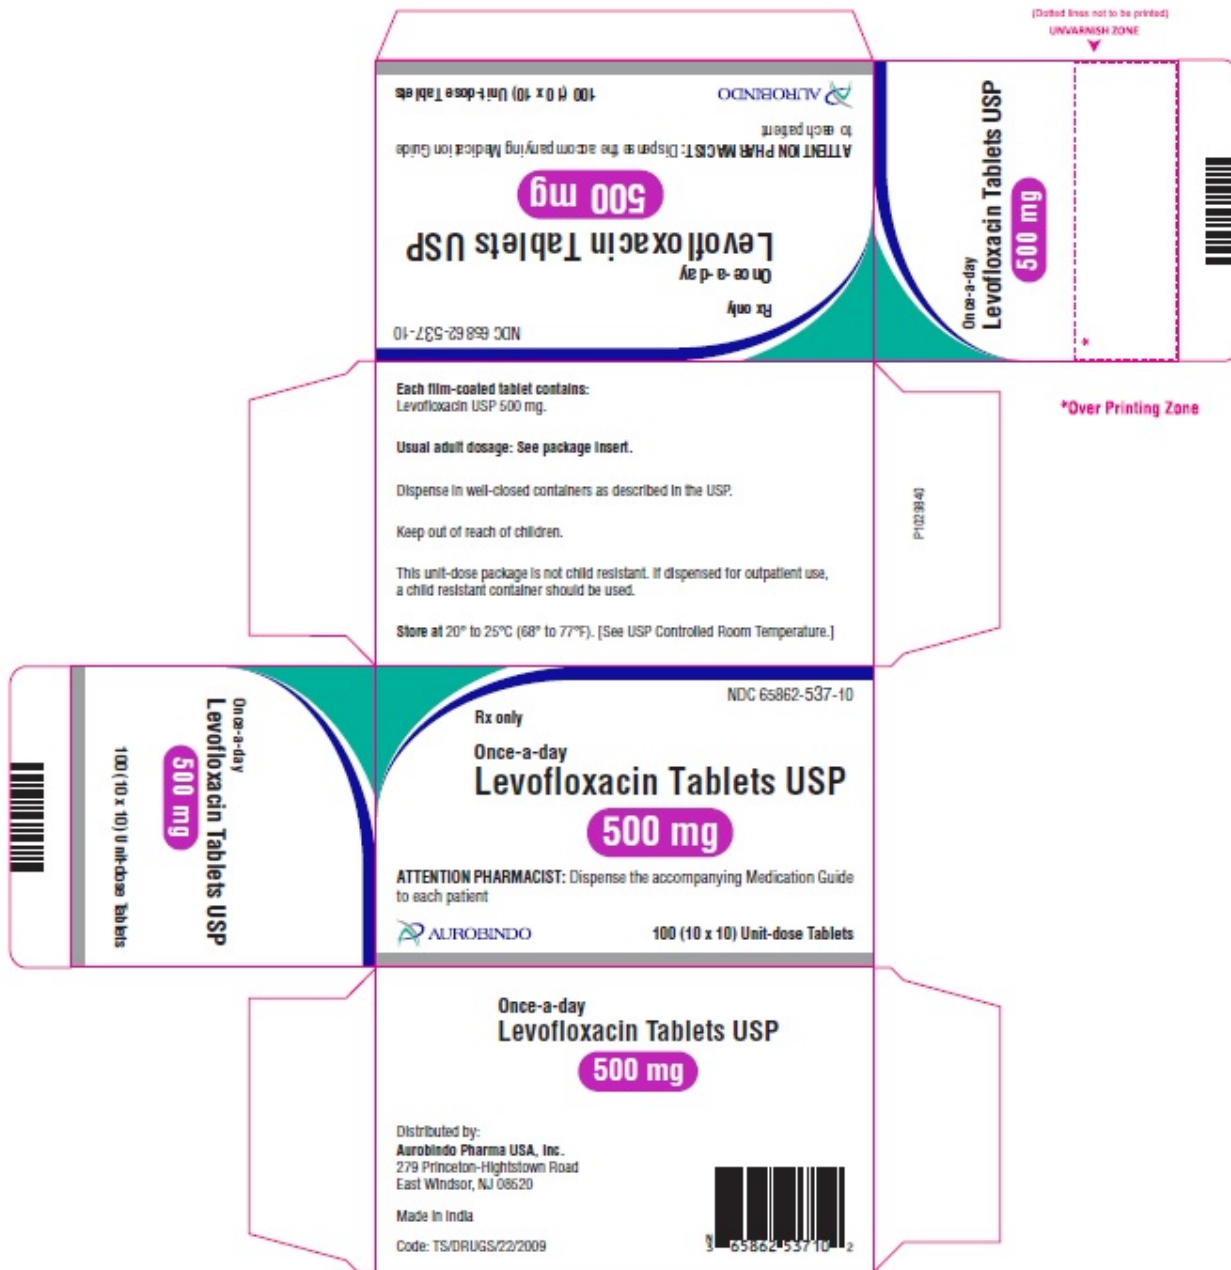 (Dotted lines not to be printed)
UNVARNISH ZONE
NDC 65862-537-10
Rx only
Once-a-day
Levofloxacin Tablets USP
500 mg
ATTENTION PHARMACIST: Dispense the accompanying Medication Guide
to each patient
AUROBINDO
100 (10 x 10) Unit-dose Tablets
Once-a-day
Levofloxacin Tablets USP
500 mg
*
*Over Printing Zone
Each film-coated tablet contains:
Levofloxacin USP 500 mg.
Usual adult dosage: See package insert.
Dispense in well-closed containers as described in the USP.
Keep out of reach of children.
This unit-dose package is not child resistant. If dispensed for outpatient use,
a child resistant container should be used.
Store at 20° to 25°C (68° to 77°F). [See USP Controlled Room Temperature.]
P1029840
Once-a-day
Levofloxacin Tablets USP
500 mg
100 (10 x 10) Unit-dose Tablets
NDC 65862-537-10
Rx only
Once-a-day
Levofloxacin Tablets USP
500 mg
ATTENTION PHARMACIST: Dispense the accompanying Medication Guide
to each patient
AUROBINDO
100 (10 x 10) Unit-dose Tablets
Once-a-day
Levofloxacin Tablets USP
500 mg
Distributed by:
Aurobindo Pharma USA, Inc.
279 Princeton-Hightstown Road
East Windsor, NJ 08520
Made in India
Code: TS/DRUGS/22/2009
N
3 65862 53710 2